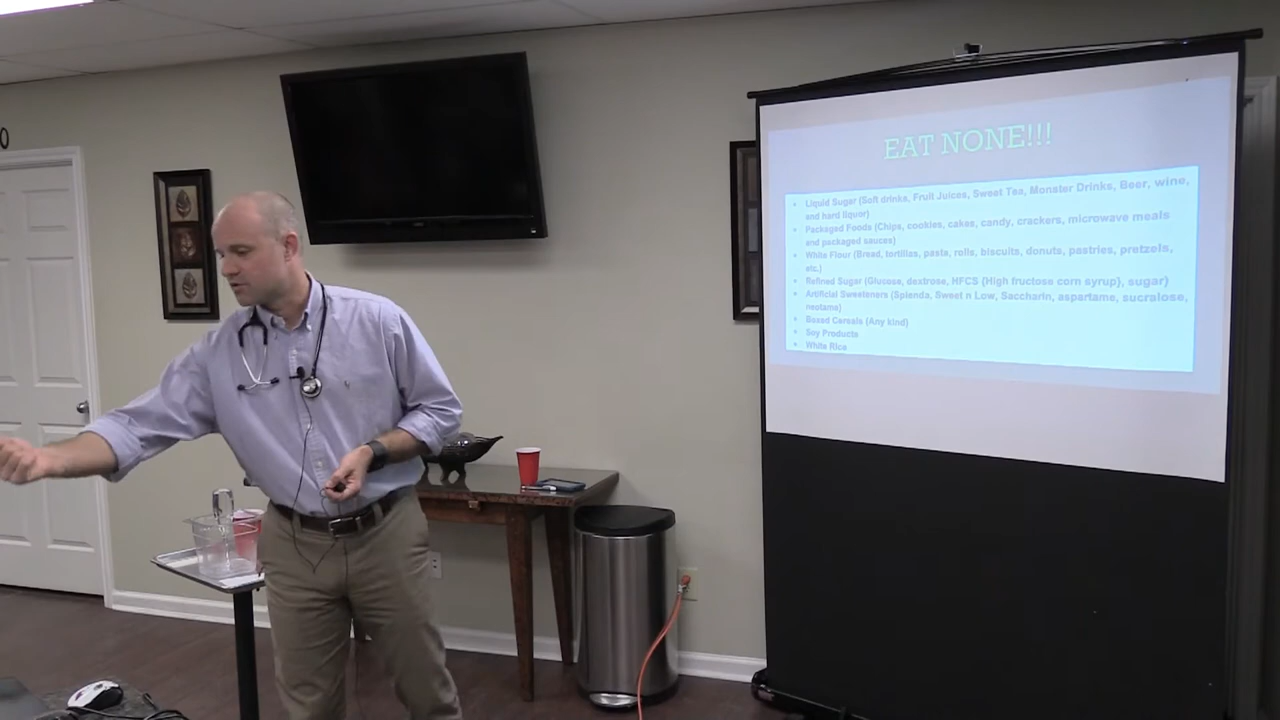 0
EAT NONE!!!
• Liquid Sugar (Soft drinks, Fruit Juices, Sweet Tea, Monster Drinks, Beer, wine,
and hard liquor)
• Packaged Foods (Chips, cookies, cakes, candy, crackers, microwave meals
and packaged sauces)
• White Flour (Bread, tortillas, pasta, rolls, biscuits, donuts, pastries, pretzels,
etc.)
• Refined Sugar (Glucose, dextrose, HFCS {High fructose corn syrup}, sugar)
• Artificial Sweeteners (Splenda, Sweet n Low, Saccharin, aspartame, sucralose,
neotame)
• Boxed Cereals (Any kind)
• Soy Products
• White Rice